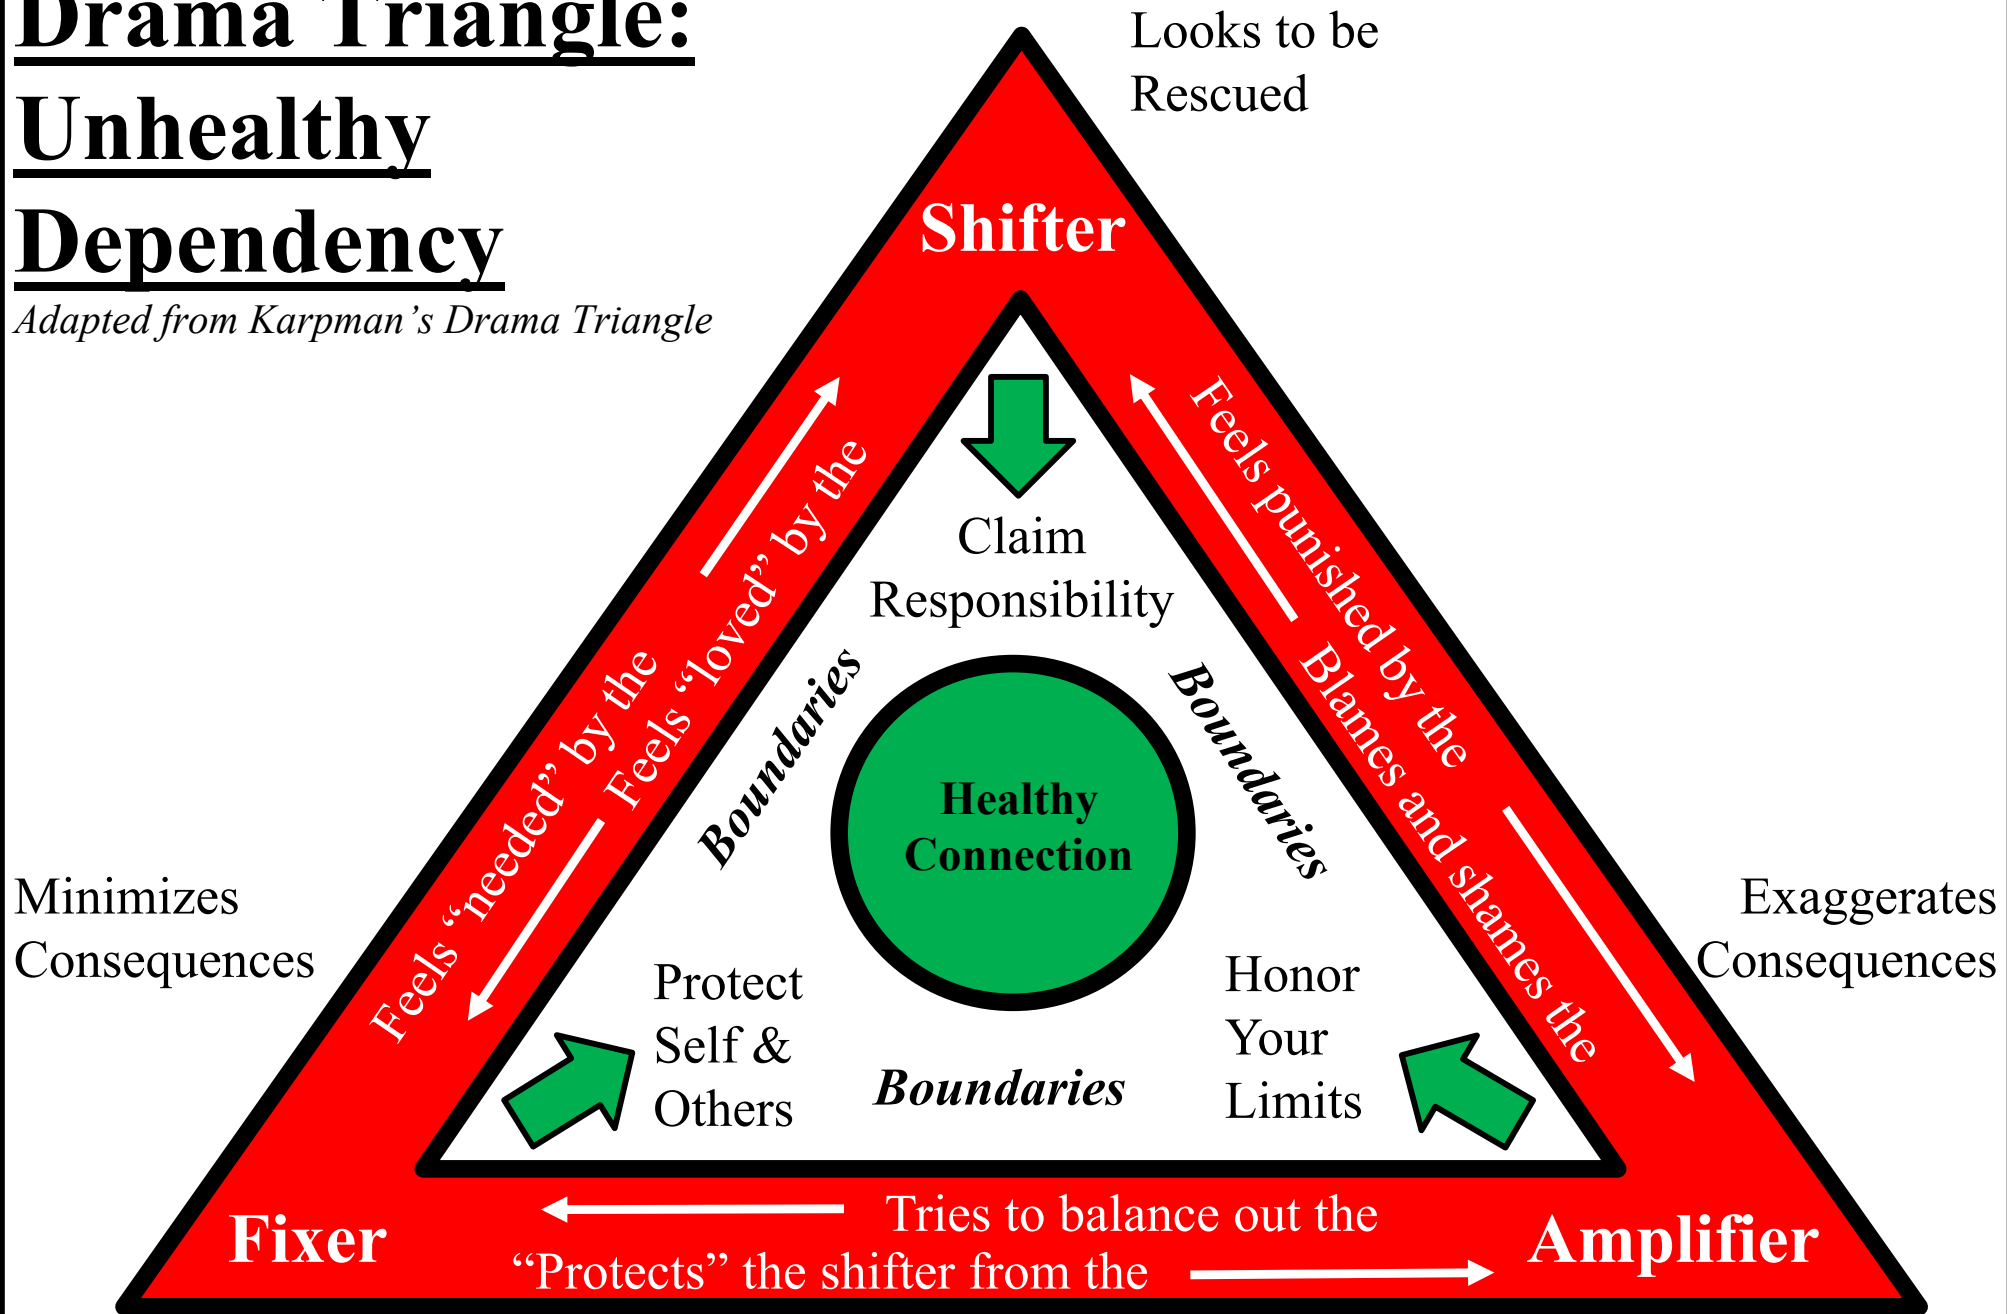 Drama Triangle:
Unhealthy
Dependency
Adapted from Karpman’s Drama Triangle
Looks to be
Rescued
Shifter
Feels “needed” by the
Feels “loved” by the
Feels punished by the
Blames and shames the
Claim
Responsibility
Boundaries
Boundaries
Healthy
Connection
Minimizes
Consequences
Exaggerates
Consequences
Protect
Self &
Others
Honor
Your
Limits
Boundaries
Fixer
Tries to balance out the
“Protects” the shifter from the
Amplifier